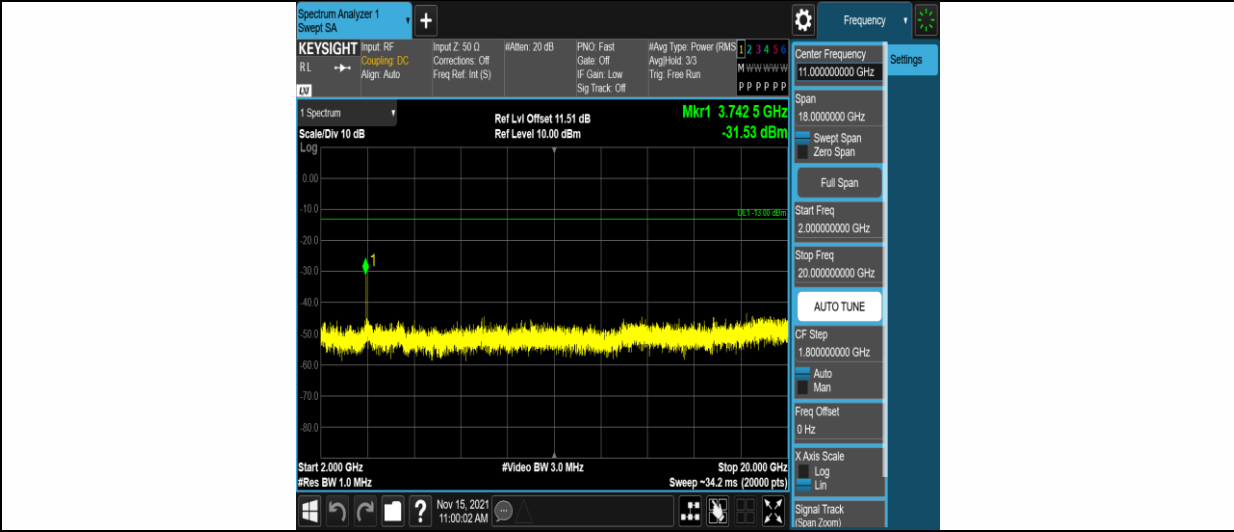 Spectrum Analyzer 1
Swept SA
Frequency
KEYSIGHT
RL
LXI
Input: RF
Coupling: DC
Align: Auto
Input Z: 50 Ω
Corrections: Off
Freq Ref: Int (S)
#Atten: 20 dB
PNO: Fast
Gate: Off
IF Gain: Low
Sig Track: Off
#Avg Type: Power (RMS
Avg|Hold: 3/3
Trig: Free Run
1 2 3 4 5 6
M W W W W W
P P P P P P
Center Frequency
11.000000000 GHz
Settings
Span
18.0000000 GHz
Swept Span
Zero Span
Full Span
Start Freq
2.000000000 GHz
Stop Freq
20.000000000 GHz
AUTO TUNE
CF Step
1.800000000 GHz
Auto
Man
Freq Offset
0 Hz
X Axis Scale
Log
Lin
Signal Track
(Span Zoom)
1 Spectrum
Scale/Div 10 dB
Log
Ref Lvl Offset 11.51 dB
Ref Level 10.00 dBm
Mkr1 3.742 5 GHz
-31.53 dBm
0.00
-10.0
DL1 -13.00 dBm
-20.0
1
-30.0
-40.0
-50.0
-60.0
-70.0
-80.0
Start 2.000 GHz
#Res BW 1.0 MHz
#Video BW 3.0 MHz
Stop 20.000 GHz
Sweep ~34.2 ms (20000 pts)
?
Nov 15, 2021
11:00:02 AM